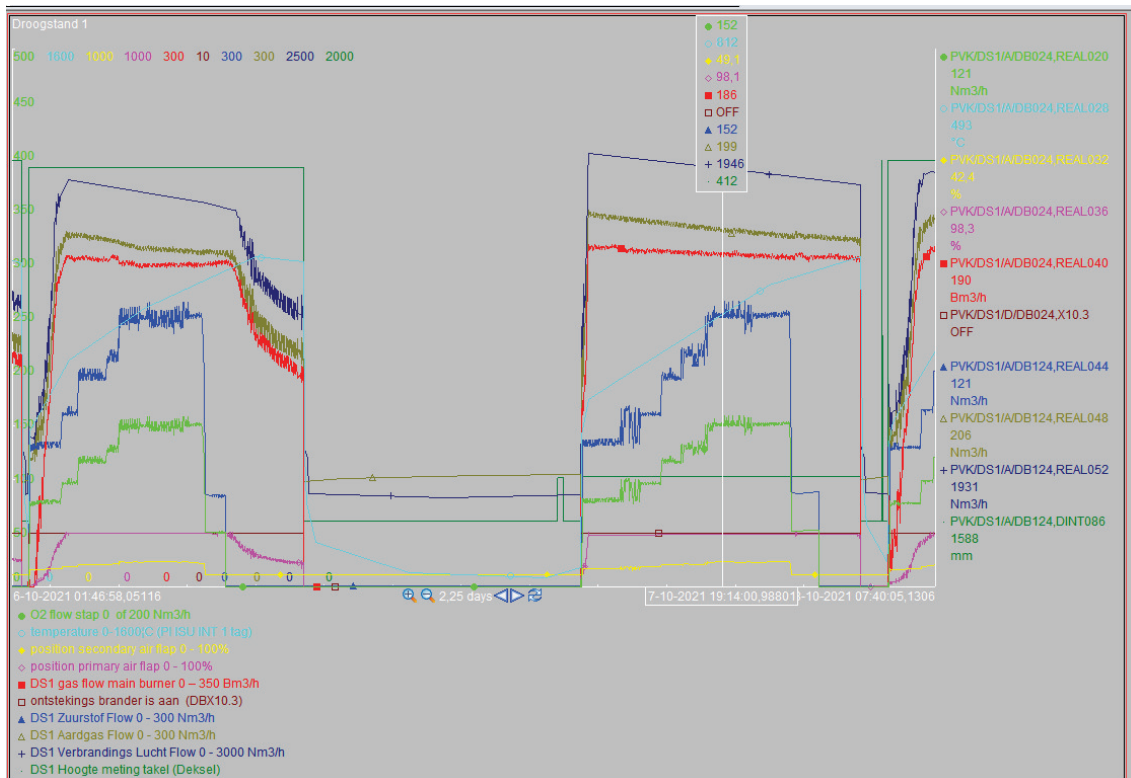 Droogstand 1
500 1600 1000 1000 300 10 300 300 2500 2000
450
400
350
300
250
200
150
100
50
0 0 0 0 0 0 0 0 0
152
612
49,1
98,1
186
OFF
152
199
1946
412
PVK/DS1/A/DB024,REAL020
121
Nm3/h
PVK/DS1/A/DB024,REAL028
493
°C
PVK/DS1/A/DB024,REAL032
42,4
%
PVK/DS1/A/DB024,REAL036
98,3
%
PVK/DS1/A/DB024,REAL040
190
Bm3/h
PVK/DS1/D/DB024,X10.3
OFF
PVK/DS1/A/DB124,REAL044
121
Nm3/h
PVK/DS1/A/DB124,REAL048
206
Nm3/h
PVK/DS1/A/DB124,REAL052
1931
Nm3/h
PVK/DS1/A/DB124,DINT086
1588
mm
6-10-2021 01:46:58,05116
2,25 days
7-10-2021 19:14:00,9880
-10-2021 07:40:05,1306
O2 flow stap 0 of 200 Nm3/h
temperature 0-1600¦C (PI ISU INT 1 tag)
position secondary air flap 0 - 100%
position primary air flap 0 - 100%
DS1 gas flow main burner 0 – 350 Bm3/h
ontstekings brander is aan (DBX10.3)
DS1 Zuurstof Flow 0 - 300 Nm3/h
DS1 Aardgas Flow 0 - 300 Nm3/h
DS1 Verbrandings Lucht Flow 0 - 3000 Nm3/h
DS1 Hoogte meting takel (Deksel)